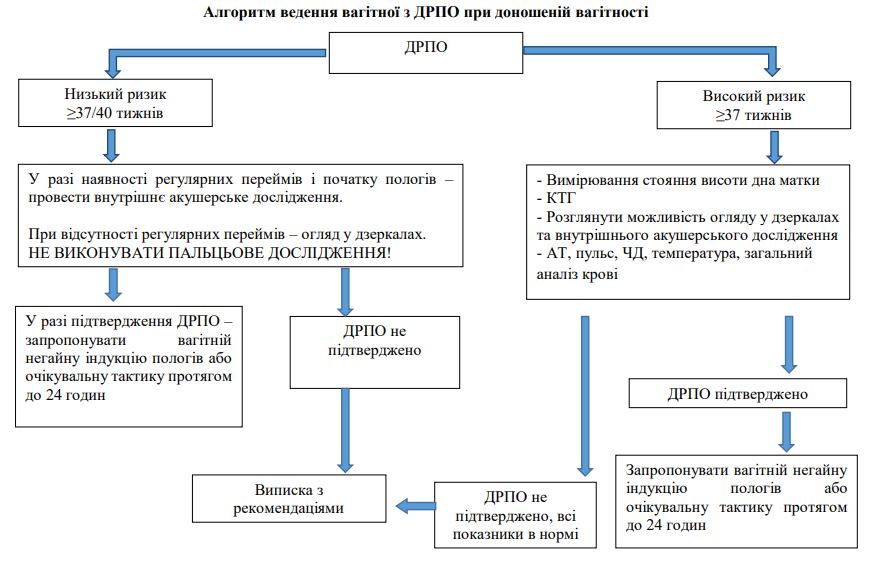 Алгоритм ведення вагітної з ДРПО при доношеній вагітності
ДРПО
Низький ризик
≥37/40 тижнів
Високий ризик
≥37 тижнів
У разі наявності регулярних перейм і початку пологів –
провести внутрішнє акушерське дослідження.
При відсутності регулярних перейм – огляд у дзеркалах.
НЕ ВИКОНУВАТИ ПАЛЬЦЬОВЕ ДОСЛІДЖЕННЯ!
- Вимірювання стояння висоти дна матки
- КТГ
- Розглянути можливість огляду у дзеркалах
та внутрішнього акушерського дослідження
- АТ, пульс, ЧД, температура, загальний
аналіз крові
У разі підтвердження ДРПО –
запропонувати вагітній
негайну індукцію пологів або
очікувальну тактику протягом
до 24 годин
ДРПО не
підтверджено
ДРПО підтверджено
Виписка з
рекомендаціями
ДРПО не
підтверджено, всі
показники в нормі
Запропонувати вагітній негайну
індукцію пологів або
очікувальну тактику протягом
до 24 годин